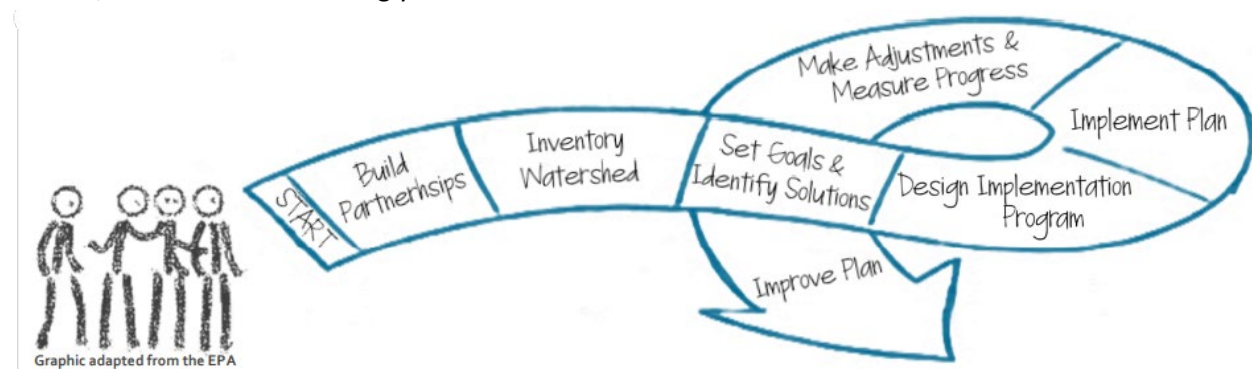 START
Build
Partnerhsips
Inventory
Watershed
Set Goals &
Identify Solutions
Design Implementation
Program
Implement Plan
Make Adjustments &
Measure Progress
Improve Plan
Graphic adapted from the EPA